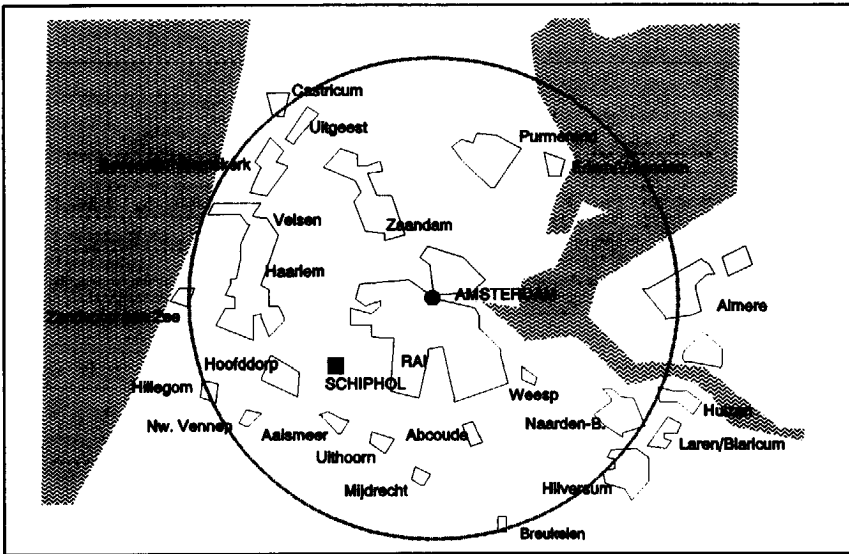 Castricum
Uitgeest
Purmerend
Velsen
Zaandam
Haarlem
AMSTERDAM
Almere
Hoofddorp
RAI
SCHIPHOL
Hillegom
Weesp
Nw. Vennep
Aalsmeer
Abcoude
Naarden-B.
Huizen
Uithoorn
Laren/Blaricum
Mijdrecht
Hilversum
Breukelen